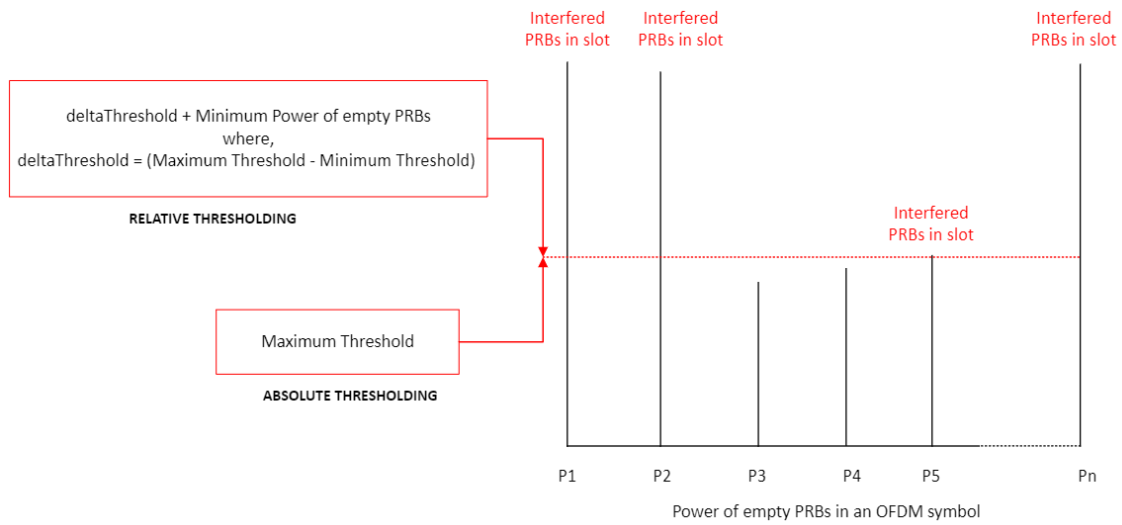 Interfered
PRBs in slot
Interfered
PRBs in slot
Interfered
PRBs in slot
deltaThreshold + Minimum Power of empty PRBs
where,
deltaThreshold = (Maximum Threshold - Minimum Threshold)
RELATIVE THRESHOLDING
Interfered
PRBs in slot
Maximum Threshold
ABSOLUTE THRESHOLDING
P1 P2 P3 P4 P5 Pn
Power of empty PRBs in an OFDM symbol